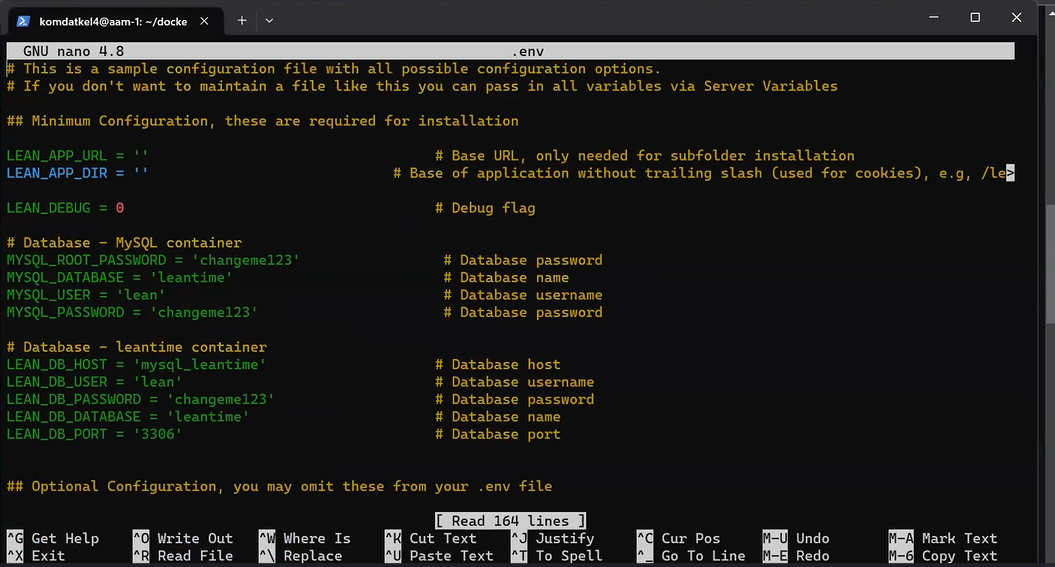 komdatkel4@aam-1: ~/docke
GNU nano 4.8 .env
# This is a sample configuration file with all possible configuration options.
# If you don't want to maintain a file like this you can pass in all variables via Server Variables
## Minimum Configuration, these are required for installation
LEAN_APP_URL = '' # Base URL, only needed for subfolder installation
LEAN_APP_DIR = '' # Base of application without trailing slash (used for cookies), e.g, /le>
LEAN_DEBUG = 0 # Debug flag
# Database - MySQL container
MYSQL_ROOT_PASSWORD = 'changeme123' # Database password
MYSQL_DATABASE = 'leantime' # Database name
MYSQL_USER = 'lean' # Database username
MYSQL_PASSWORD = 'changeme123' # Database password
# Database - leantime container
LEAN_DB_HOST = 'mysql_leantime' # Database host
LEAN_DB_USER = 'lean' # Database username
LEAN_DB_PASSWORD = 'changeme123' # Database password
LEAN_DB_DATABASE = 'leantime' # Database name
LEAN_DB_PORT = '3306' # Database port
## Optional Configuration, you may omit these from your .env file
[ Read 164 lines ]
^G Get Help ^O Write Out ^W Where Is ^K Cut Text ^J Justify ^C Cur Pos M-U Undo M-A Mark Text
^X Exit ^R Read File ^\ Replace ^U Paste Text ^T To Spell ^_ Go To Line M-E Redo M-6 Copy Text